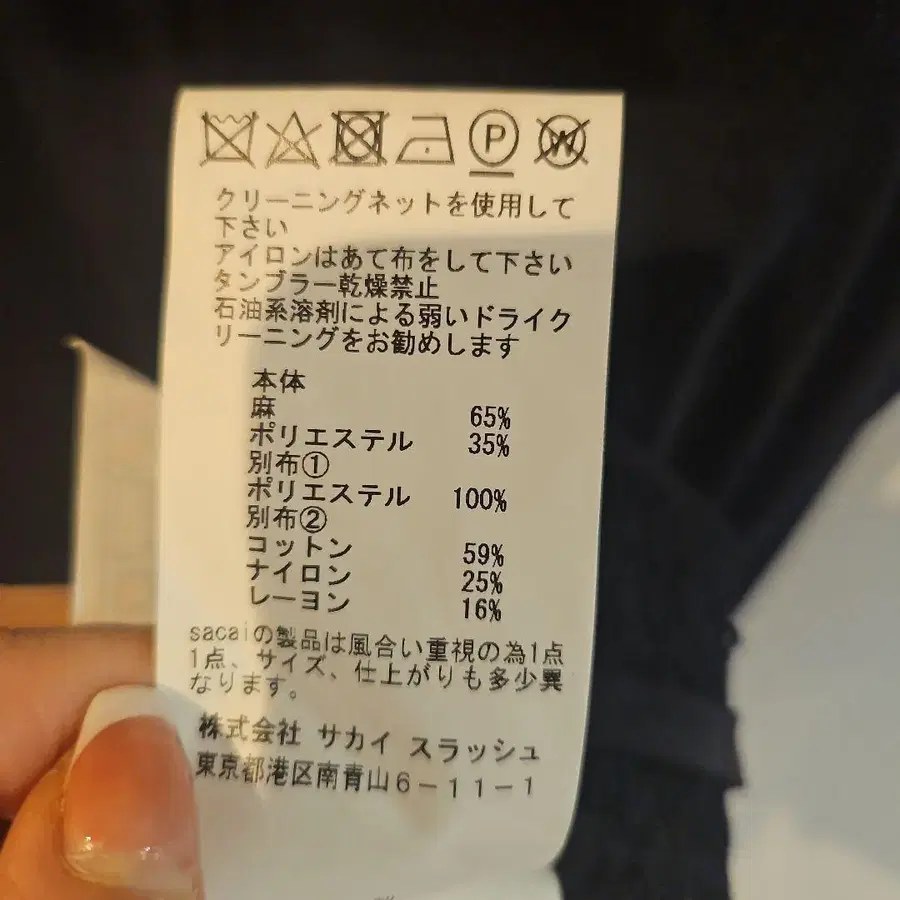 P W
クリーニングネットを使用して
下さい
アイロンはあて布をして下さい
タンブラー乾燥禁止
石油系溶剤による弱いドライク
リーニングをお勧めします
本体
麻 65%
ポリエステル 35%
別布①
ポリエステル 100%
別布②
コットン 59%
ナイロン 25%
レーヨン 16%
sacaiの製品は風合い重視の為1点
1点、サイズ、仕上がりも多少異
なります。
株式会社 サカイ スラッシュ
東京都港区南青山6－11－1